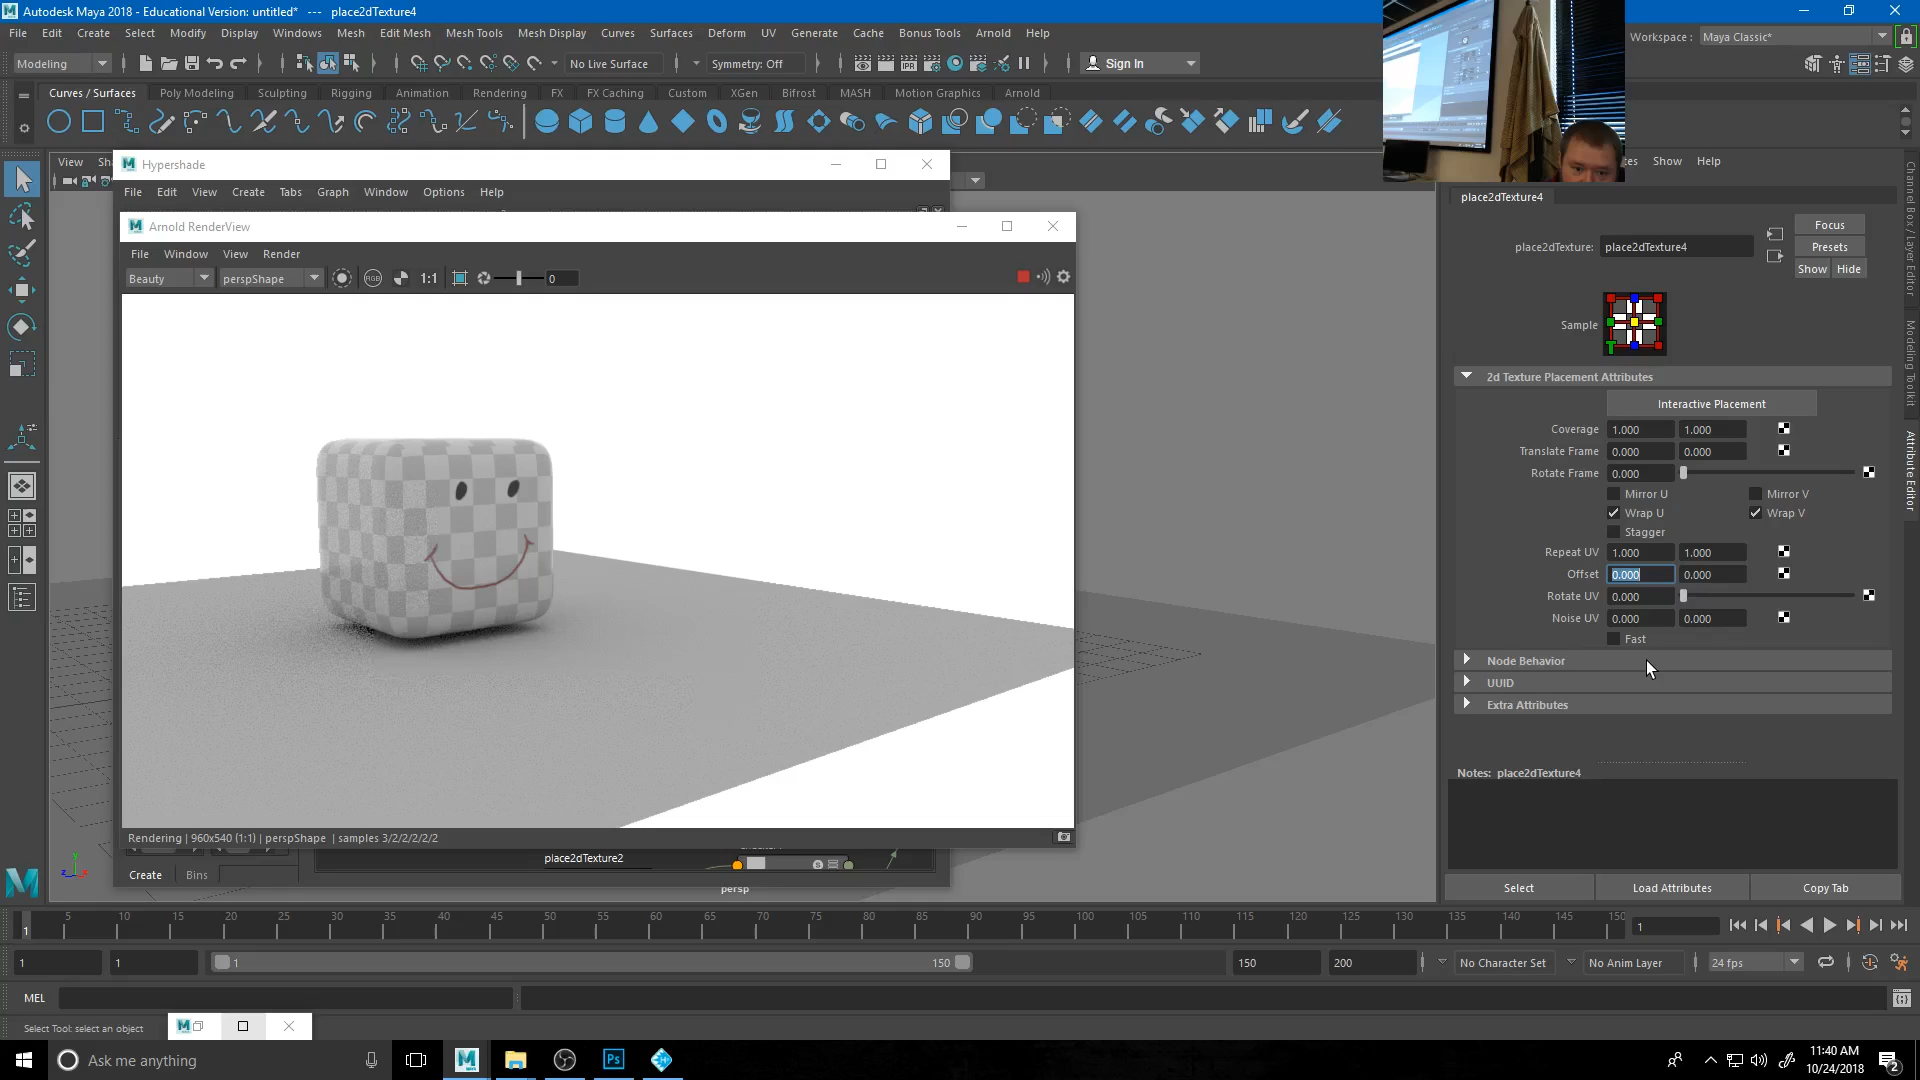 Autodesk Maya 2018 - Educational Version: untitled* --- place2dTexture4
File Edit Create Select Modify Display Windows Mesh Edit Mesh Mesh Tools Mesh Display Curves Surfaces Deform UV Generate Cache Bonus Tools Arnold Help
Workspace : Maya Classic*
Modeling No Live Surface Symmetry: Off Sign In
Curves / Surfaces Poly Modeling Sculpting Rigging Animation Rendering FX FX Caching Custom XGen Bifrost MASH Motion Graphics Arnold
View Sh
Hypershade
File Edit View Create Tabs Graph Window Options Help
Arnold RenderView
File Window View Render
Beauty perspShape RGB 1:1 0
Rendering | 960x540 (1:1) | perspShape | samples 3/2/2/2/2/2
place2dTexture2
Create Bins
persp
Show Help
place2dTexture4
place2dTexture: place2dTexture4
Focus
Presets
Show Hide
Sample
2d Texture Placement Attributes
Interactive Placement
Coverage 1.000 1.000
Translate Frame 0.000 0.000
Rotate Frame 0.000
Mirror U Mirror V
Wrap U Wrap V
Stagger
Repeat UV 1.000 1.000
Offset 0.000 0.000
Rotate UV 0.000
Noise UV 0.000 0.000
Fast
Node Behavior
UUID
Extra Attributes
Notes: place2dTexture4
Select Load Attributes Copy Tab
Channel Box / Layer Editor
Modeling Toolkit
Attribute Editor
5 10 15 20 25 30 35 40 45 50 55 60 65 70 75 80 85 90 95 100 105 110 115 120 125 130 135 140 145 150
1 1
1 1 1 150 150 200 No Character Set No Anim Layer 24 fps
MEL
Select Tool: select an object
Ask me anything
11:40 AM
10/24/2018
2